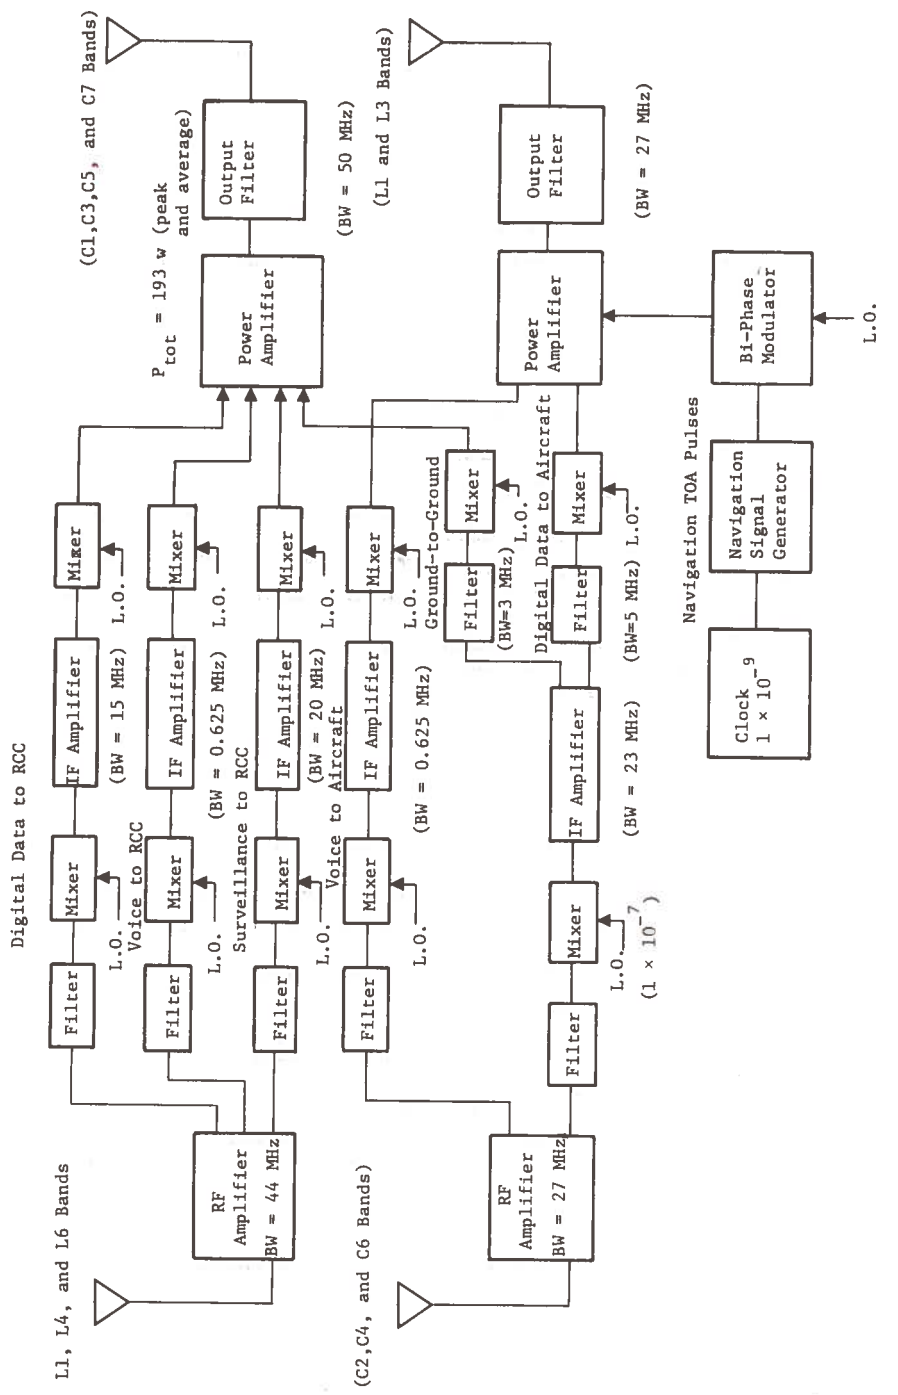 L1, L4, and L6 Bands
RF
Amplifier
BW = 44 MHz
Digital Data to RCC
Filter
Mixer
L.O.
IF Amplifier
(BW = 15 MHz)
Mixer
L.O.
Voice to RCC
Filter
Mixer
L.O.
IF Amplifier
(BW = 0.625 MHz)
Mixer
L.O.
Surveillance to RCC
Filter
Mixer
L.O.
IF Amplifier
(BW = 20 MHz)
Mixer
L.O.
Ptot = 193 w (peak
and average)
Power
Amplifier
Output
Filter
(BW = 50 MHz)
(C1,C3,C5, and C7 Bands)
(C2,C4, and C6 Bands)
RF
Amplifier
BW = 27 MHz
Voice to Aircraft
Filter
Mixer
L.O.
IF Amplifier
(BW = 0.625 MHz)
Mixer
L.O.
Filter
Mixer
L.O.
(1 × 10⁻⁷)
IF Amplifier
(BW = 23 MHz)
Ground-to-Ground
Filter
(BW=3 MHz)
Mixer
L.O.
Digital Data to Aircraft
Filter
(BW=5 MHz)
Mixer
L.O.
Power
Amplifier
Output
Filter
(BW = 27 MHz)
(L1 and L3 Bands)
Navigation TOA Pulses
Clock
1 × 10⁻⁹
Navigation
Signal
Generator
Bi-Phase
Modulator
L.O.